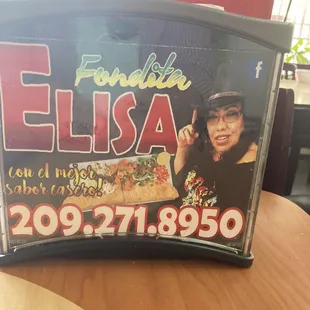 Fondita
f
ELISA
con el mejor
sabor casero!
209.271.8950